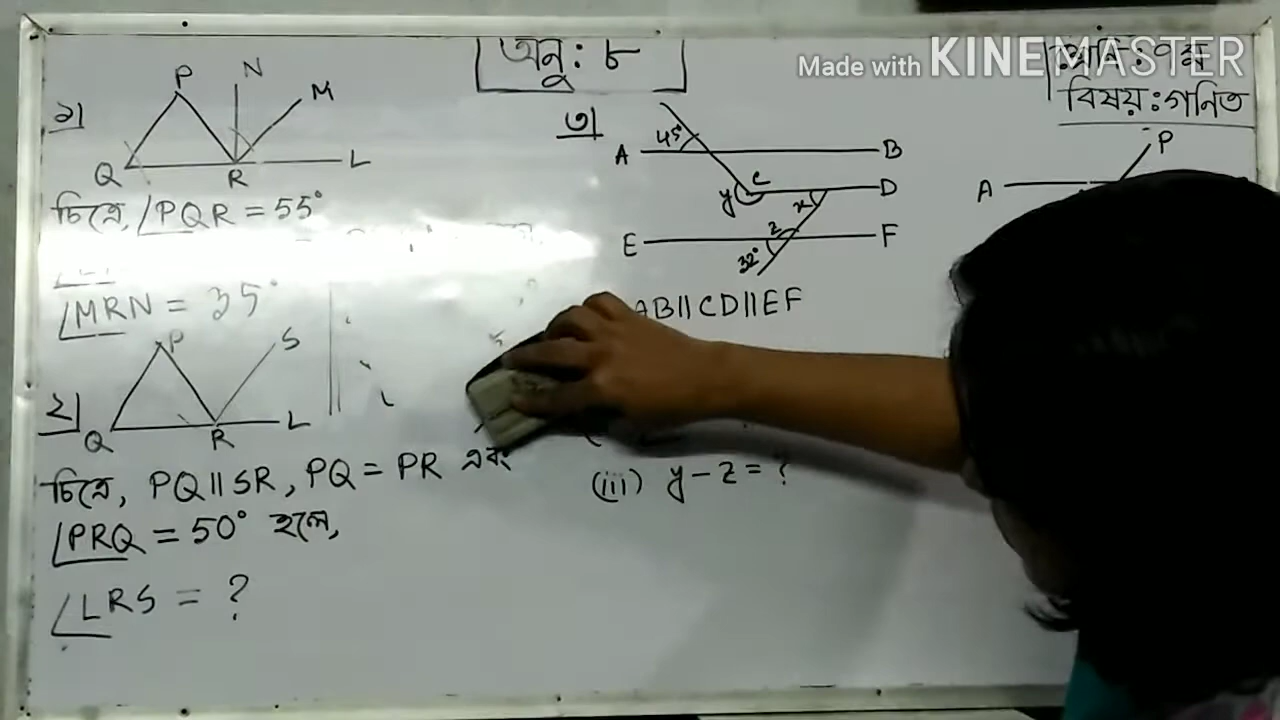 Made with KINEMASTER
অনু: ৮
শ্রেণি: ৭ম
বিষয়: গনিত
১।
P N M
Q R L
চিত্রে, ∠PQR = 55°
∠MRN = 35°
২।
P S
Q R L
চিত্রে, PQ || SR, PQ = PR এবং
∠PRQ = 50° হলে,
∠LRS = ?
৩।
45°
A B
y C x D
E z F
32°
AB || CD || EF
(iii) y - z = ?
P
A